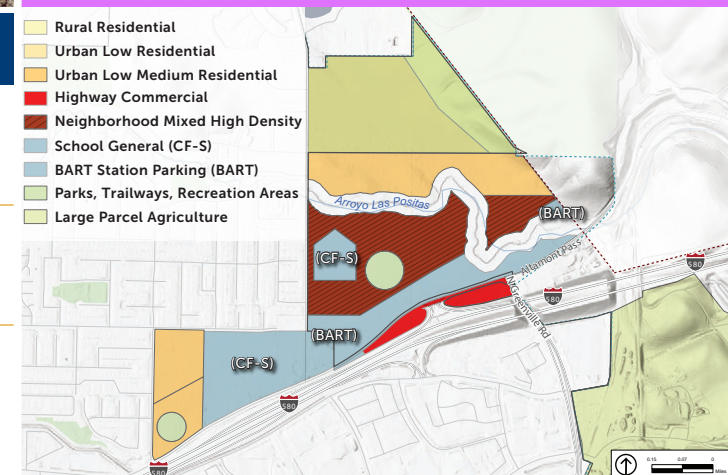 Rural Residential
Urban Low Residential
Urban Low Medium Residential
Highway Commercial
Neighborhood Mixed High Density
School General (CF-S)
BART Station Parking (BART)
Parks, Trailways, Recreation Areas
Large Parcel Agriculture
Arroyo Las Positas
(BART)
(CF-S)
Altamont Pass
580
580
N Greenville Rd
(BART)
(CF-S)
580
580
0.15 0.07 0
Miles